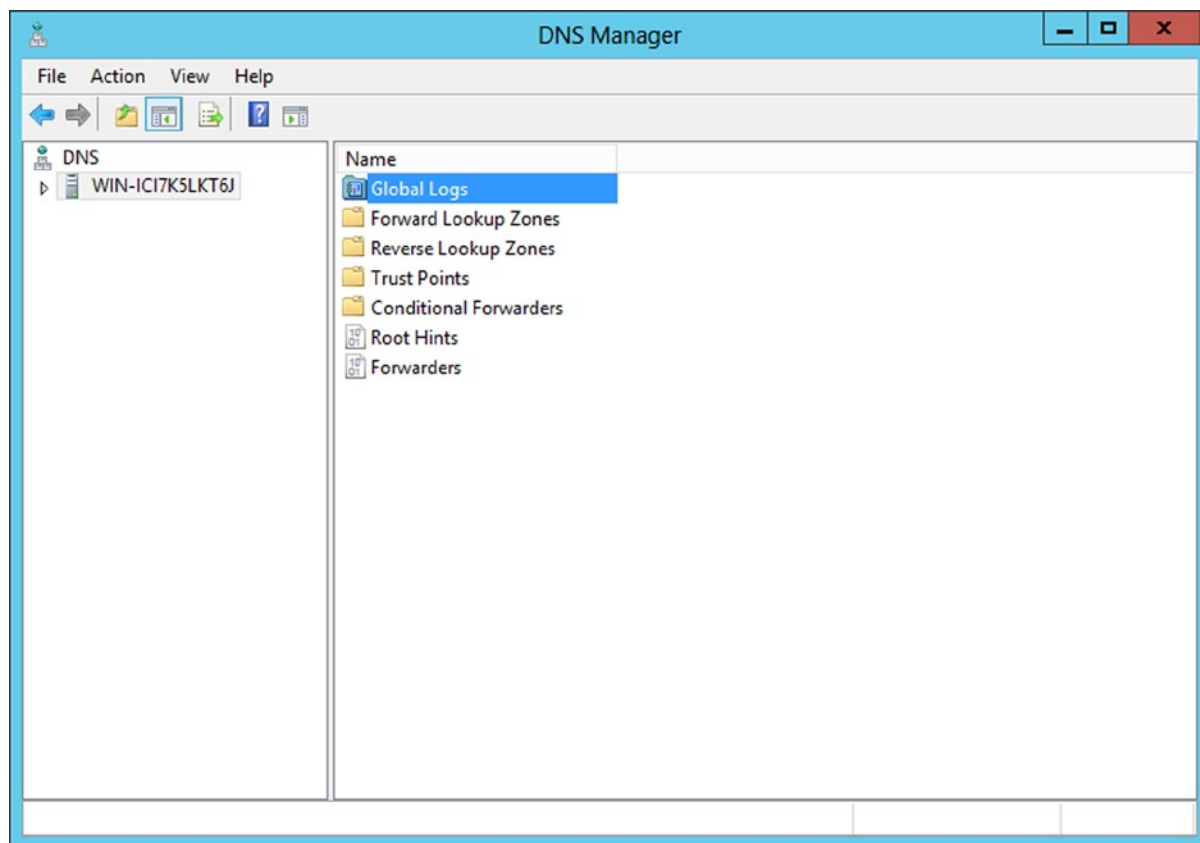 DNS Manager
File Action View Help
DNS
WIN-ICI7K5LKT6J
Name
Global Logs
Forward Lookup Zones
Reverse Lookup Zones
Trust Points
Conditional Forwarders
Root Hints
Forwarders